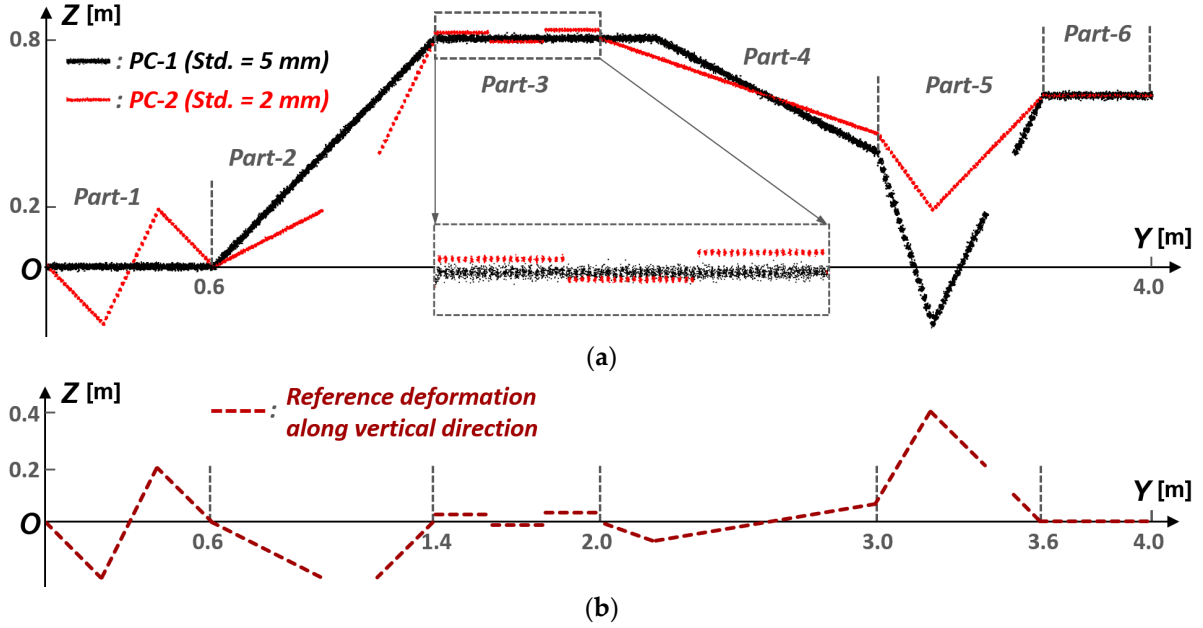 Z [m]
0.8
: PC-1 (Std. = 5 mm)
: PC-2 (Std. = 2 mm)
Part-1
Part-2
Part-3
Part-4
Part-5
Part-6
0.2
O
0.6
4.0
Y [m]
(a)
Z [m]
0.4
: Reference deformation
along vertical direction
0.2
O
0.6
1.4
2.0
3.0
3.6
4.0
Y [m]
(b)